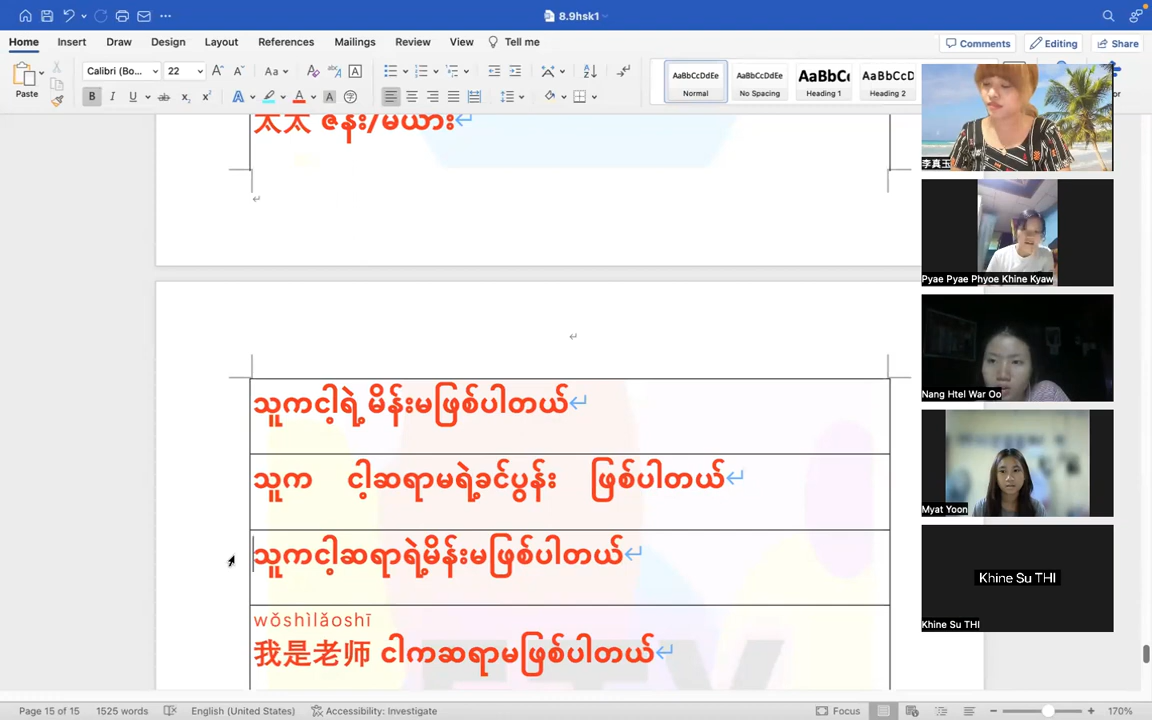 8.9hsk1
Home Insert Draw Design Layout References Mailings Review View Tell me
Comments Editing Share
Paste
Calibri (Bo... 22 Aa
AaBbCcDdEe
Normal
AaBbCcDdEe
No Spacing
AaBbC
Heading 1
AaBbCcD
Heading 2
太太 ဇနီး/မယား
သူကငါ့ရဲ့မိန်းမဖြစ်ပါတယ်
သူက ငါ့ဆရာမရဲ့ခင်ပွန်း ဖြစ်ပါတယ်
သူကငါ့ဆရာရဲ့မိန်းမဖြစ်ပါတယ်
wǒshìlǎoshī
我是老师 ငါကဆရာမဖြစ်ပါတယ်
李真玉
Pyae Pyae Phyoe Khine Kyaw
Nang Htel War Oo
Myat Yoon
Khine Su THI
Khine Su THI
Page 15 of 15 1525 words English (United States) Accessibility: Investigate Focus 170%